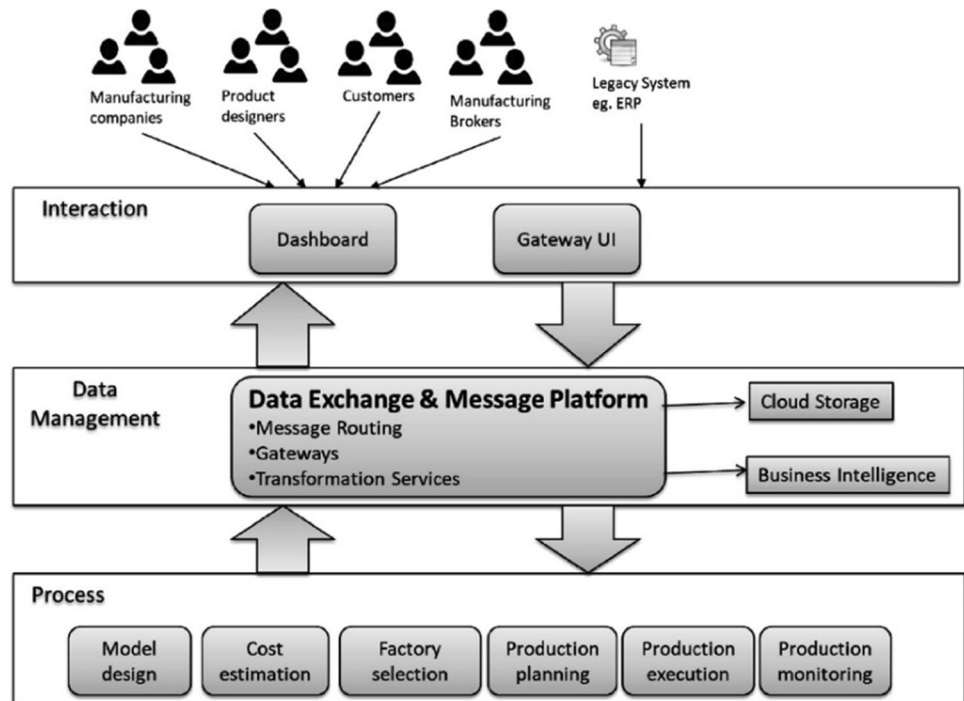 Manufacturing
companies
Product
designers
Customers
Manufacturing
Brokers
Legacy System
eg. ERP
Interaction
Dashboard
Gateway UI
Data
Management
Data Exchange & Message Platform
•Message Routing
•Gateways
•Transformation Services
Cloud Storage
Business Intelligence
Process
Model
design
Cost
estimation
Factory
selection
Production
planning
Production
execution
Production
monitoring